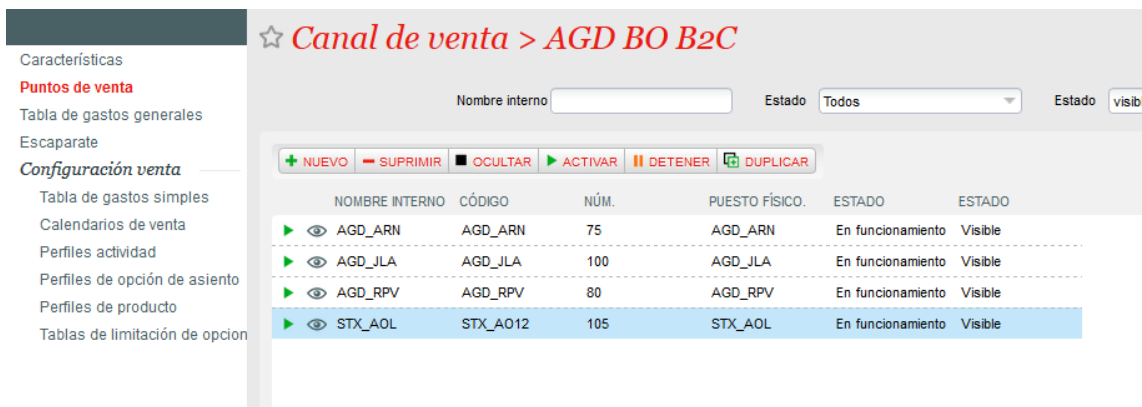 Canal de venta > AGD BO B2C
Características
Puntos de venta
Tabla de gastos generales
Escaparate
Configuración venta
Tabla de gastos simples
Calendarios de venta
Perfiles actividad
Perfiles de opción de asiento
Perfiles de producto
Tablas de limitación de opcion
Nombre interno Estado Todos Estado visib
NUEVO SUPRIMIR OCULTAR ACTIVAR DETENER DUPLICAR
NOMBRE INTERNO CÓDIGO NÚM. PUESTO FÍSICO. ESTADO ESTADO
AGD_ARN AGD_ARN 75 AGD_ARN En funcionamiento Visible
AGD_JLA AGD_JLA 100 AGD_JLA En funcionamiento Visible
AGD_RPV AGD_RPV 80 AGD_RPV En funcionamiento Visible
STX_AOL STX_AO12 105 STX_AOL En funcionamiento Visible